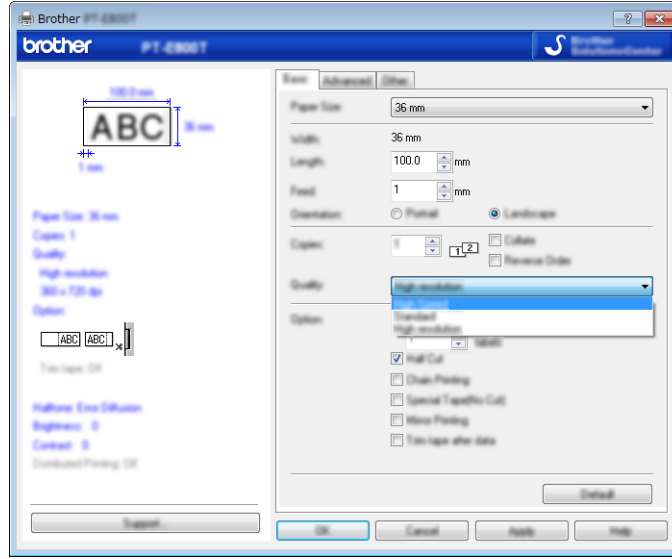 Brother PT-E800T
brother PT-E800T
Basic Advanced Other
100.0 mm
ABC
36 mm
1 mm
Paper Size: 36 mm
Width: 36 mm
Length: 100.0 mm
Feed: 1 mm
Orientation: Portrait Landscape
Copies: 1 1 2 Collate
Reverse Order
Quality: High resolution
High Speed
Standard
High resolution
Option:
labels
Half Cut
Chain Printing
Special Tape(No Cut)
Mirror Printing
Trim tape after data
Default
Paper Size: 36 mm
Copies: 1
Quality:
High resolution
360 x 720 dpi
Option:
ABC ABC
Trim tape: Off
Halftone: Error Diffusion
Brightness: 0
Contrast: 0
Distributed Printing: Off
Support...
OK Cancel Apply Help